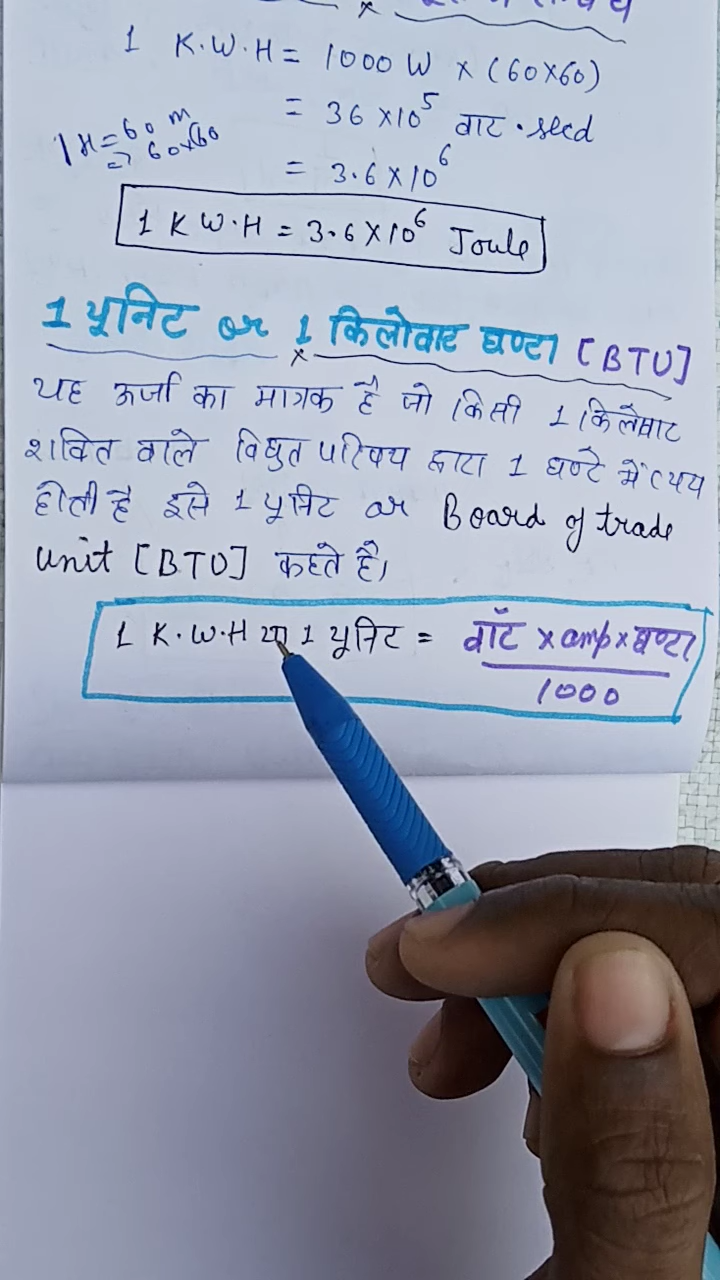 1 K.W.H = 1000 W × (60×60)
= 36 ×10⁵ वाट · secd
1 H = 60 m
⇒ 60×60
= 3.6 × 10⁶
1 K W.H = 3.6×10⁶ Joule
1 यूनिट or 1 किलोवाट घण्टा [BTU]
×
यह ऊर्जा का मात्रक है जो किसी 1 किलोवाट
शक्ति वाले विधुत परिपथ द्वारा 1 घण्टे में व्यय
होती है इसे 1 यूनिट or Board of trade
unit [BTU] कहते है।
1 K.W.H या 1 यूनिट = वॉट × amp × घण्टा
1000